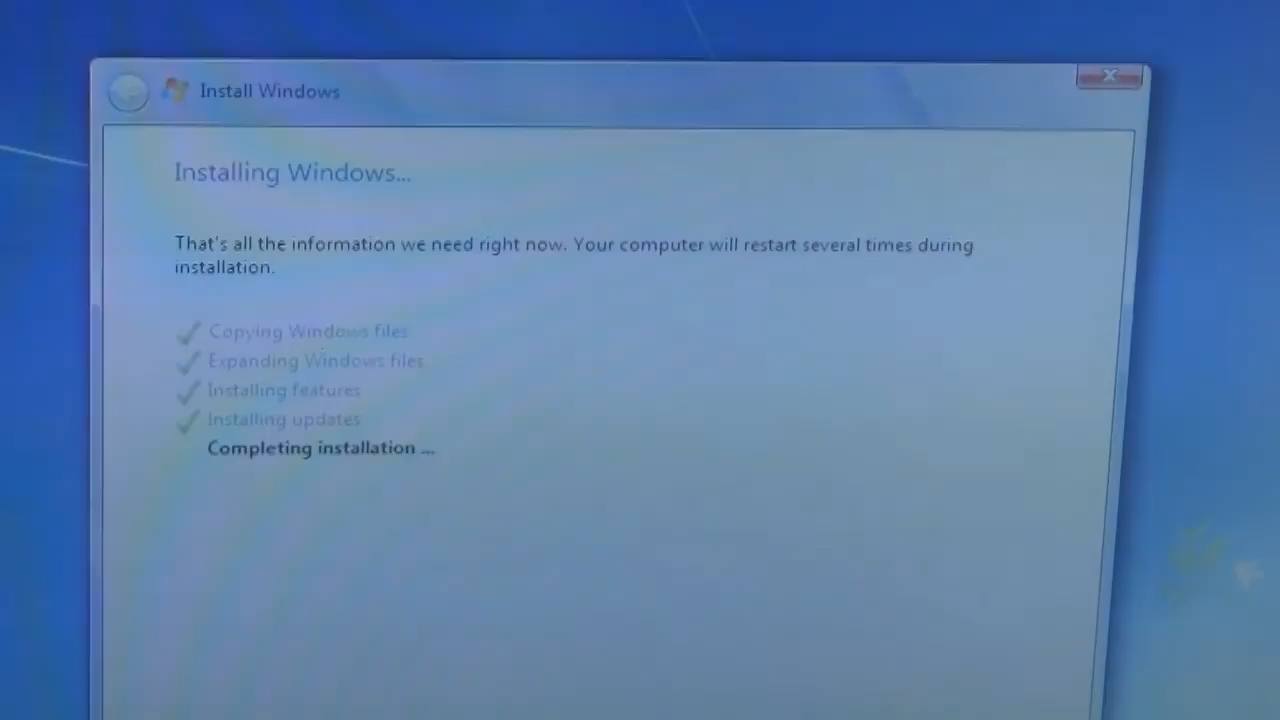 Install Windows
Installing Windows...
That's all the information we need right now. Your computer will restart several times during
installation.
Copying Windows files
Expanding Windows files
Installing features
Installing updates
Completing installation ...